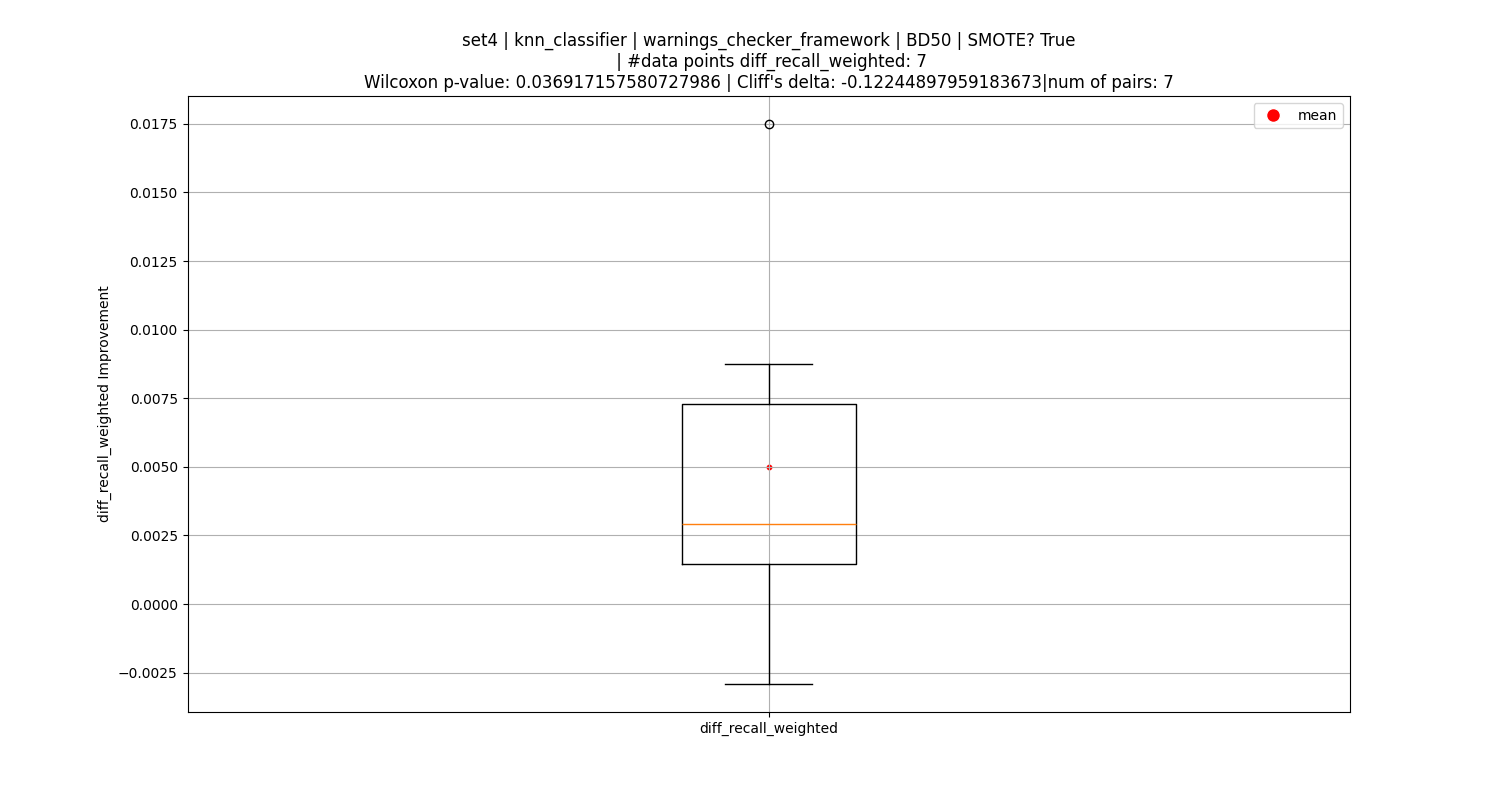 set4 | knn_classifier | warnings_checker_framework | BD50 | SMOTE? True
| #data points diff_recall_weighted: 7
Wilcoxon p-value: 0.036917157580727986 | Cliff's delta: -0.12244897959183673|num of pairs: 7
mean
0.0175
0.0150
0.0125
0.0100
0.0075
0.0050
0.0025
0.0000
−0.0025
diff_recall_weighted Improvement
diff_recall_weighted